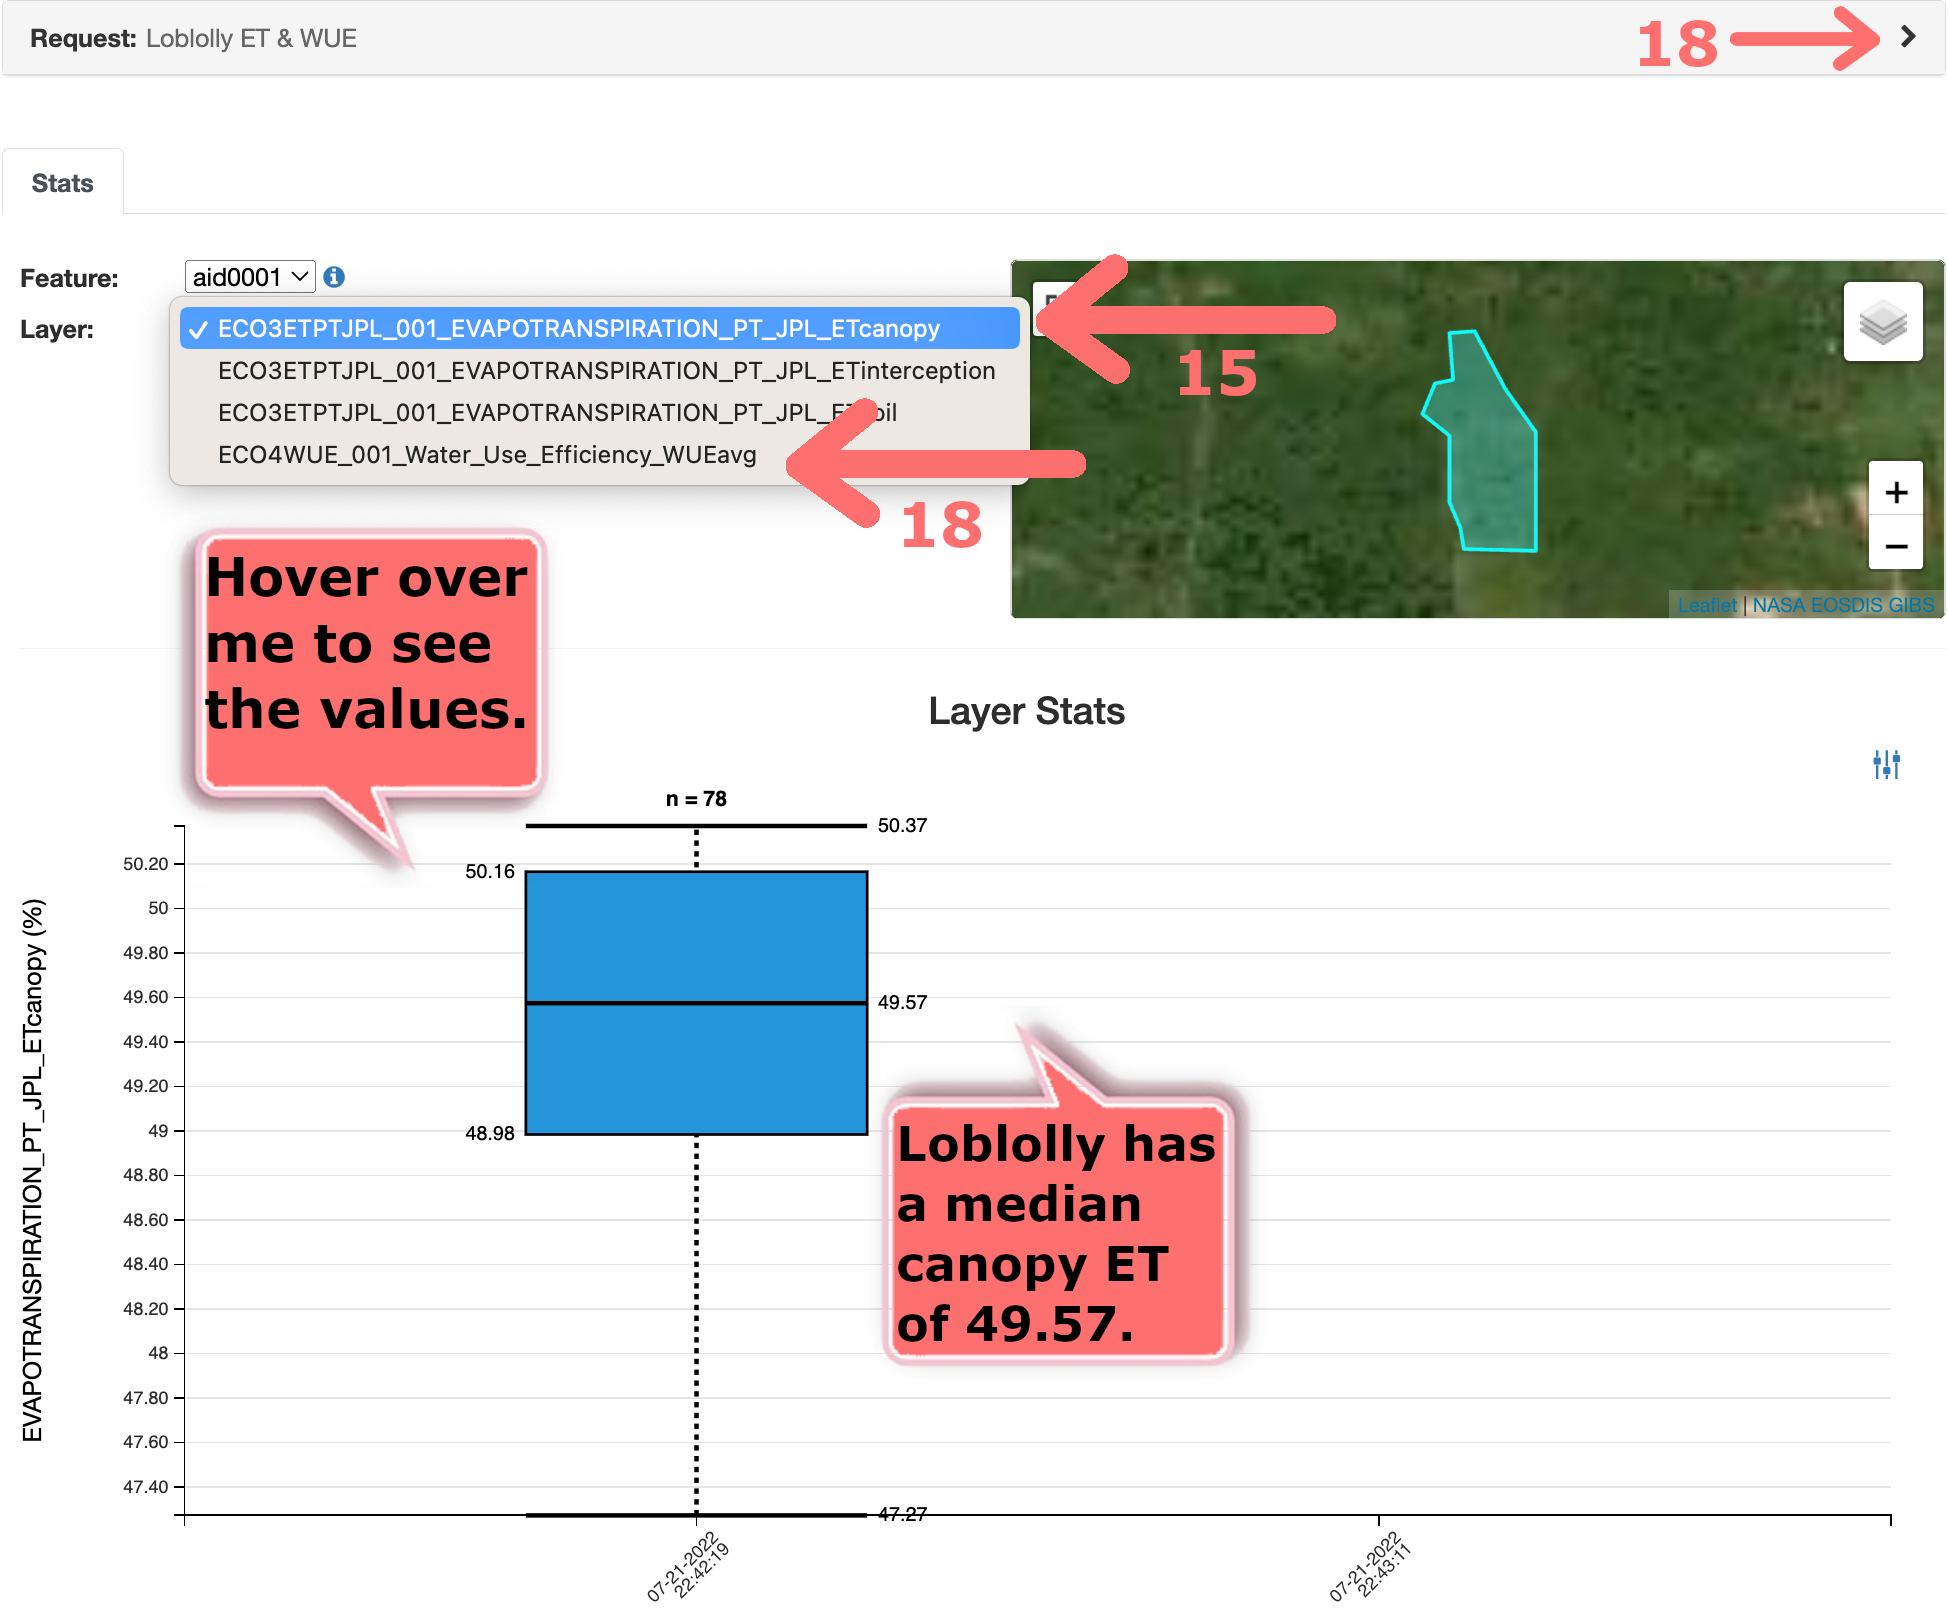 Request: Loblolly ET & WUE
18
Stats
Feature: aid0001
Layer:
ECO3ETPTJPL_001_EVAPOTRANSPIRATION_PT_JPL_ETcanopy
ECO3ETPTJPL_001_EVAPOTRANSPIRATION_PT_JPL_ETinterception
ECO4WUE_001_Water_Use_Efficiency_WUEavg
15
18
+
−
Leaflet | NASA EOSDIS GIBS
Hover over
me to see
the values.
Layer Stats
n = 78
50.37
50.16
49.57
48.98
47.27
Loblolly has
a median
canopy ET
of 49.57.
EVAPOTRANSPIRATION_PT_JPL_ETcanopy (%)
50.20
50
49.80
49.60
49.40
49.20
49
48.80
48.60
48.40
48.20
48
47.80
47.60
47.40
07-21-2022
22:42:19
07-21-2022
22:43:11